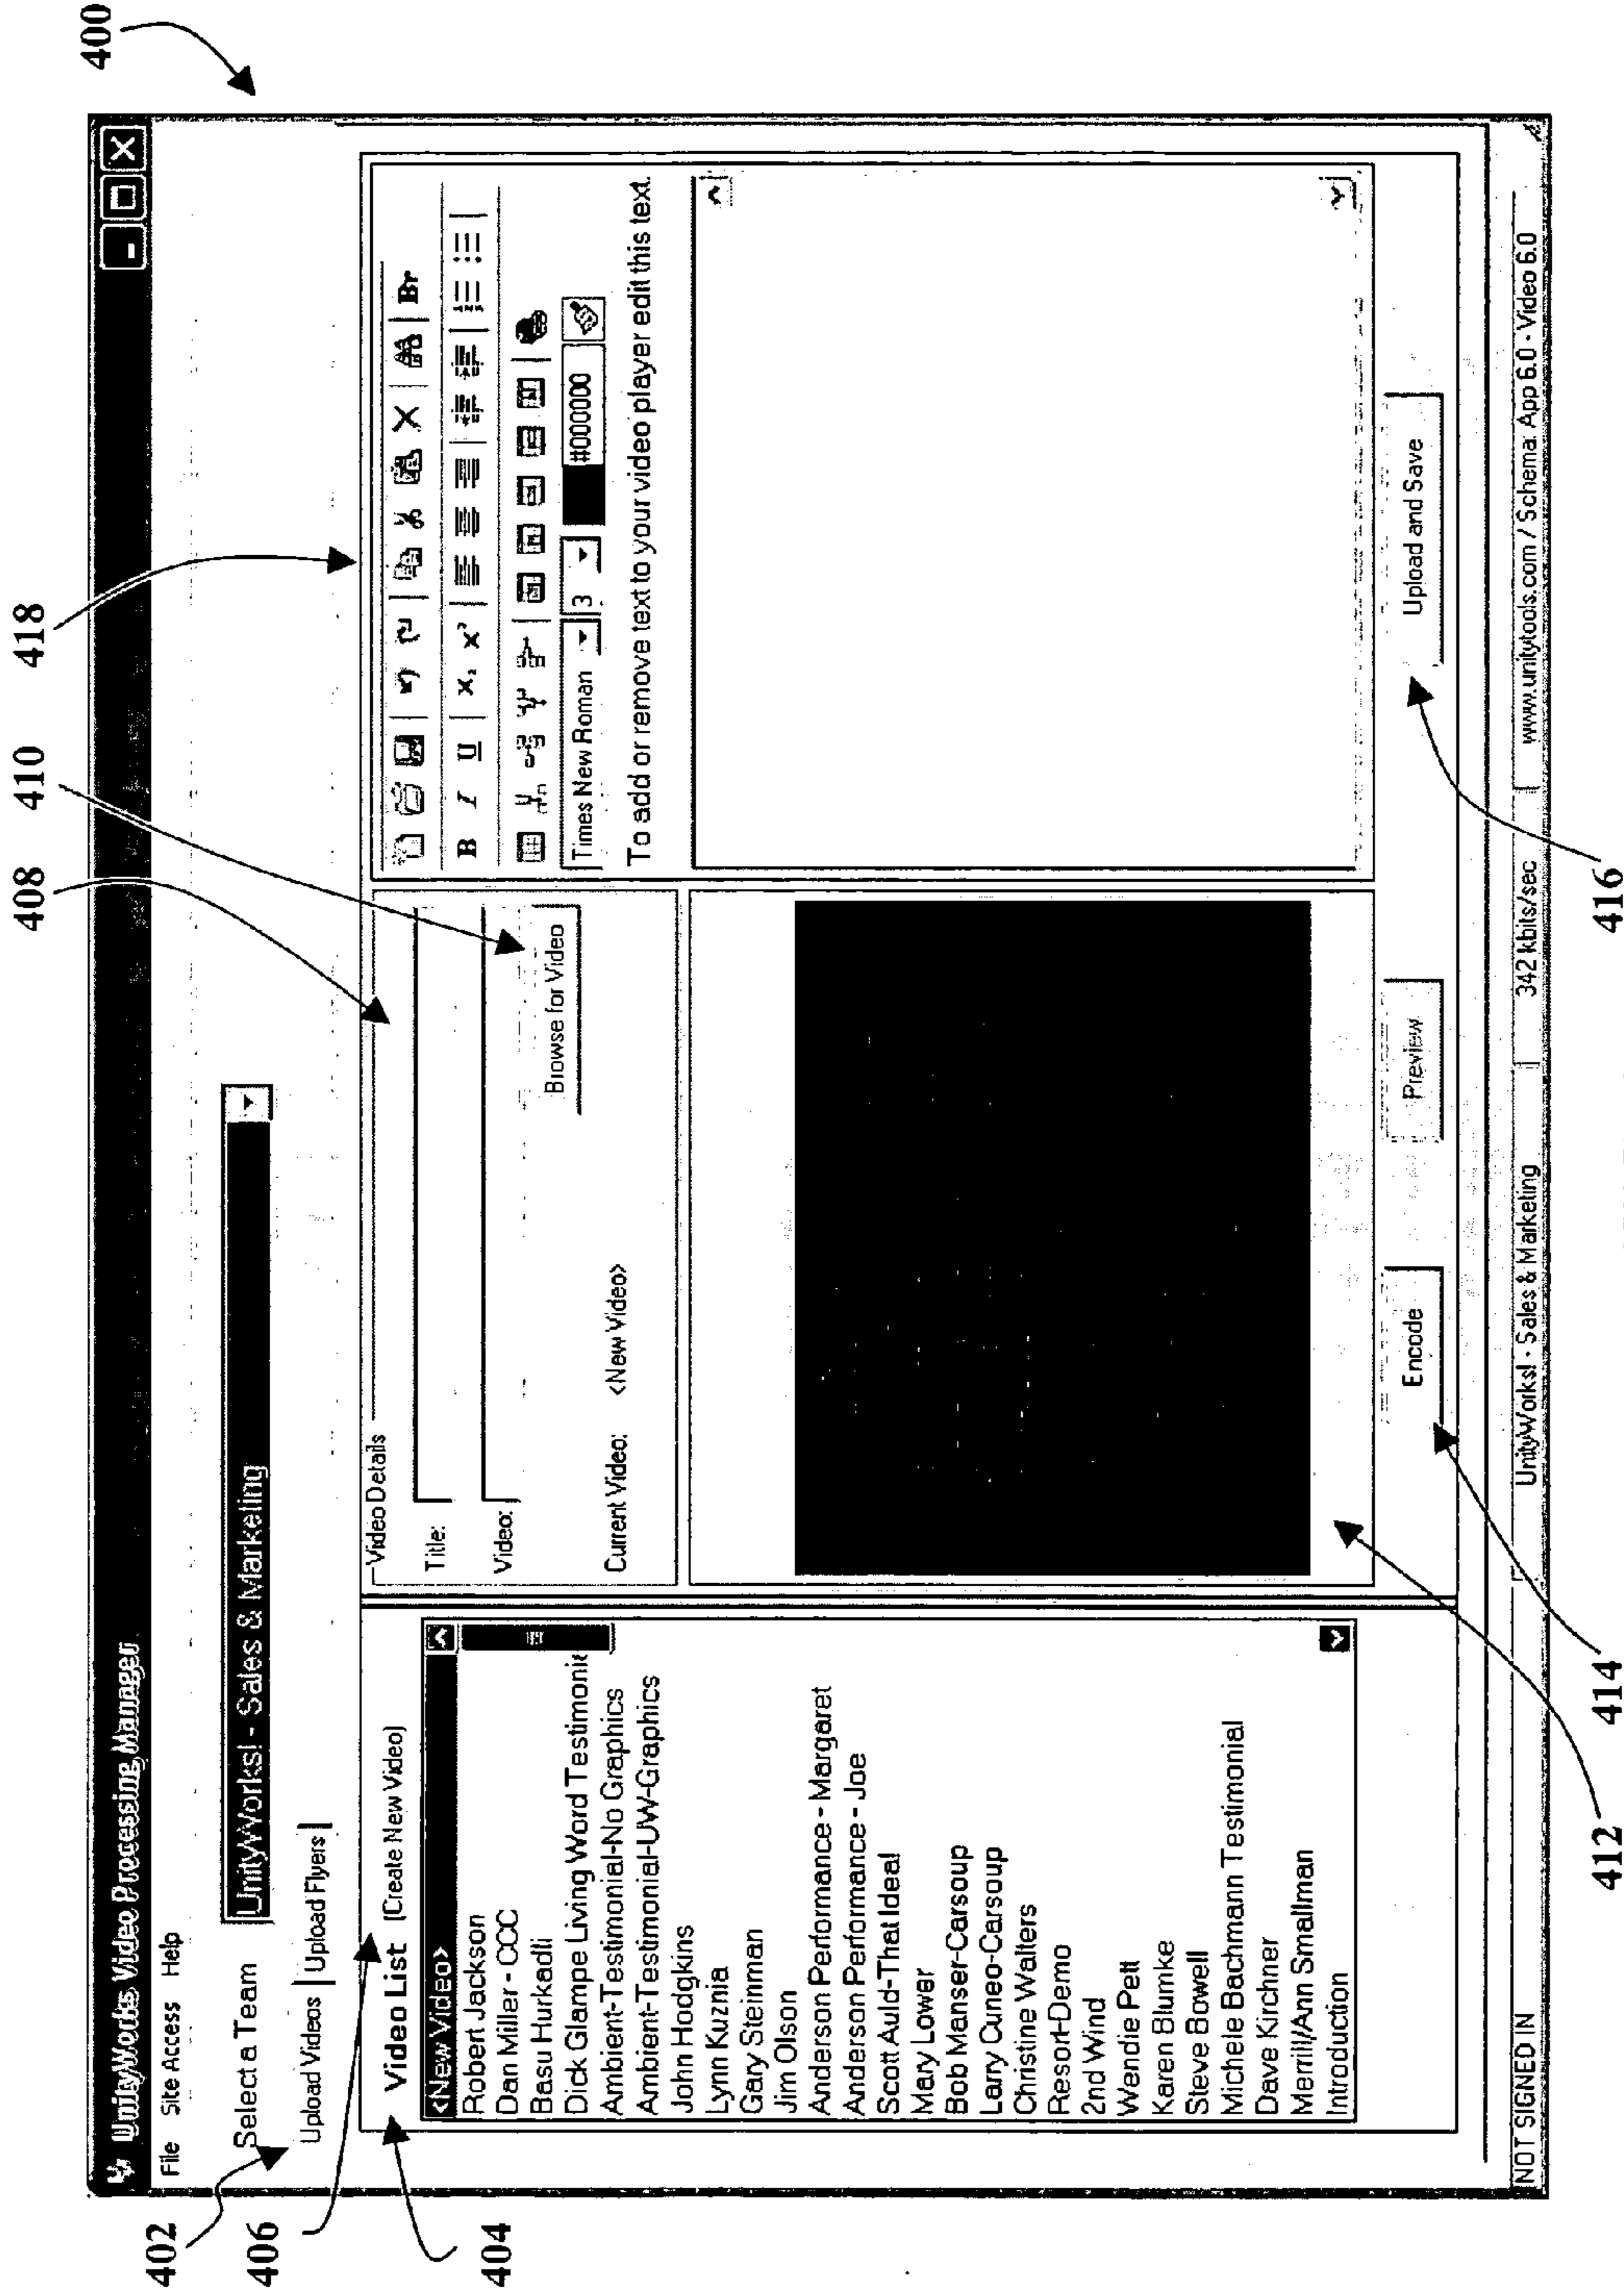 400
418
410
408
UnityWorks Video Processing Manager
File Site Access Help
402
Select a Team
UnityWorks! - Sales & Marketing
Upload Videos
Upload Flyers
406
404
Video List (Create New Video)
<New Video>
Robert Jackson
Dan Miller - CCC
Basu Hurkadli
Dick Glampe Living Word Testimonia
Ambient-Testimonial-No Graphics
Ambient-Testimonial-UW-Graphics
John Hodgkins
Lynn Kuznia
Gary Steinman
Jim Olson
Anderson Performance - Margaret
Anderson Performance - Joe
Scott Auld-That Idea!
Mary Lower
Bob Manser-Carsoup
Larry Cuneo-Carsoup
Christine Walters
Resort-Demo
2nd Wind
Wendie Pett
Karen Blumke
Steve Bowell
Michele Bachmann Testimonial
Dave Kirchner
Merrill/Ann Smallman
Introduction
Video Details
Title:
Video:
Browse for Video
Current Video: <New Video>
Br
B I U X₂ X²
Times New Roman 3 #000000
To add or remove text to your video player edit this text.
Encode
Preview
Upload and Save
NOT SIGNED IN
UnityWorks! - Sales & Marketing
342 kbits/sec
www.unitytools.com / Schema: App 6.0 - Video 6.0
412
414
416